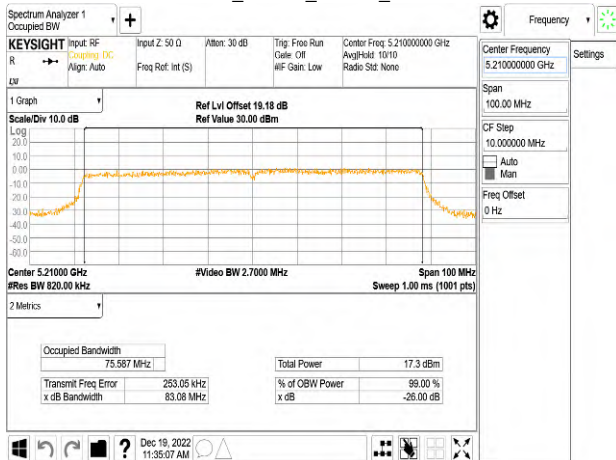 Spectrum Analyzer 1
Occupied BW
Frequency
KEYSIGHT
R
Input: RF
Coupling: DC
Align: Auto
Input Z: 50 Ω
Freq Ref: Int (S)
Atten: 30 dB
Trig: Free Run
Gate: Off
#IF Gain: Low
Center Freq: 5.210000000 GHz
Avg|Hold: 10/10
Radio Std: None
Center Frequency
5.210000000 GHz
Settings
Span
100.00 MHz
CF Step
10.000000 MHz
Auto
Man
Freq Offset
0 Hz
1 Graph
Scale/Div 10.0 dB
Ref Lvl Offset 19.18 dB
Ref Value 30.00 dBm
Log
20.0
10.0
0.00
-10.0
-20.0
-30.0
-40.0
-50.0
-60.0
Center 5.21000 GHz
#Res BW 820.00 kHz
#Video BW 2.7000 MHz
Span 100 MHz
Sweep 1.00 ms (1001 pts)
2 Metrics
Occupied Bandwidth
75.587 MHz
Total Power 17.3 dBm
Transmit Freq Error 253.05 kHz
% of OBW Power 99.00 %
x dB Bandwidth 83.08 MHz
x dB -26.00 dB
Dec 19, 2022
11:35:07 AM